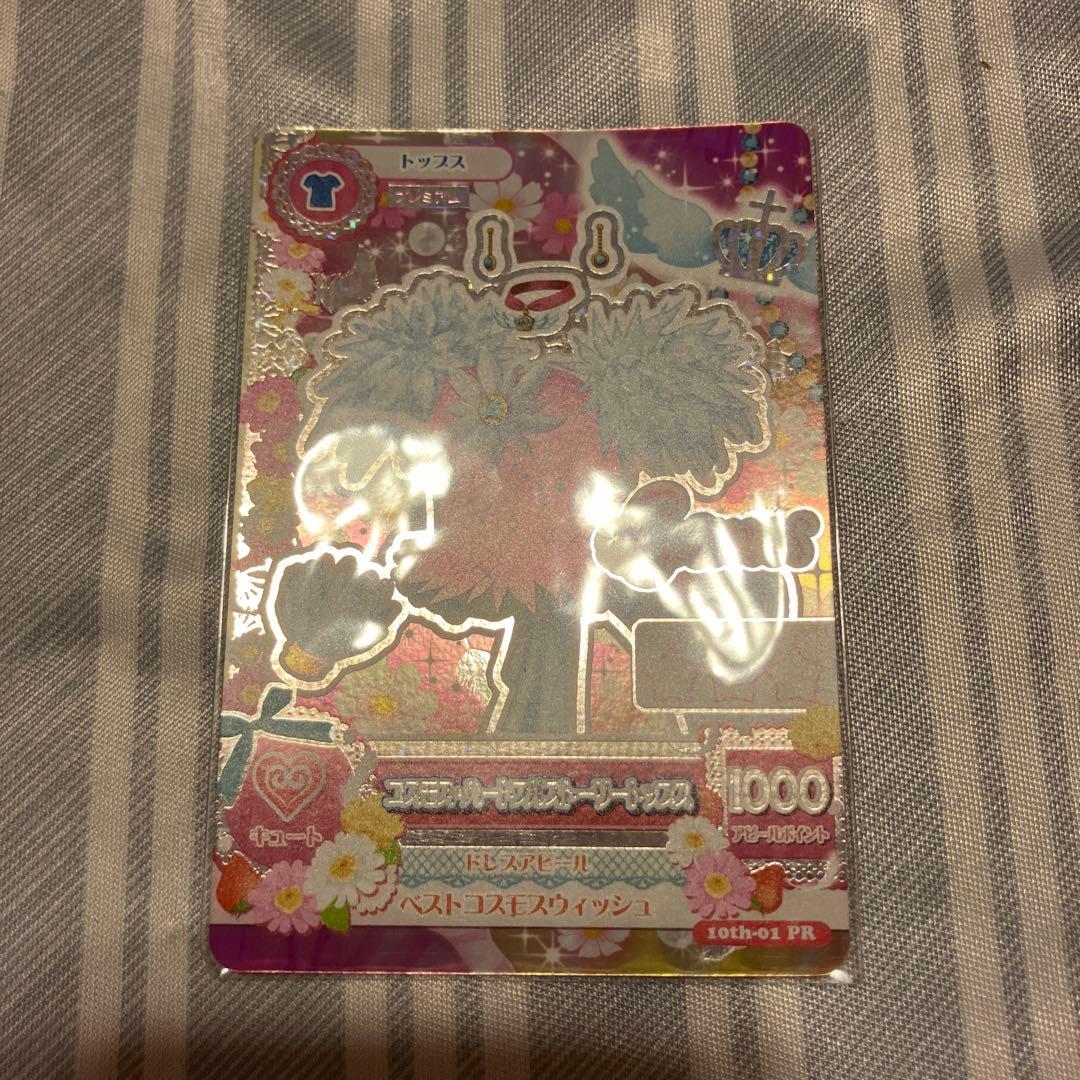 トップス
プレミアム
コスモス・ハートフルストーリートップス
1000
キュート
アピールポイント
ドレスアピール
ベストコスモスウィッシュ
10th-01 PR